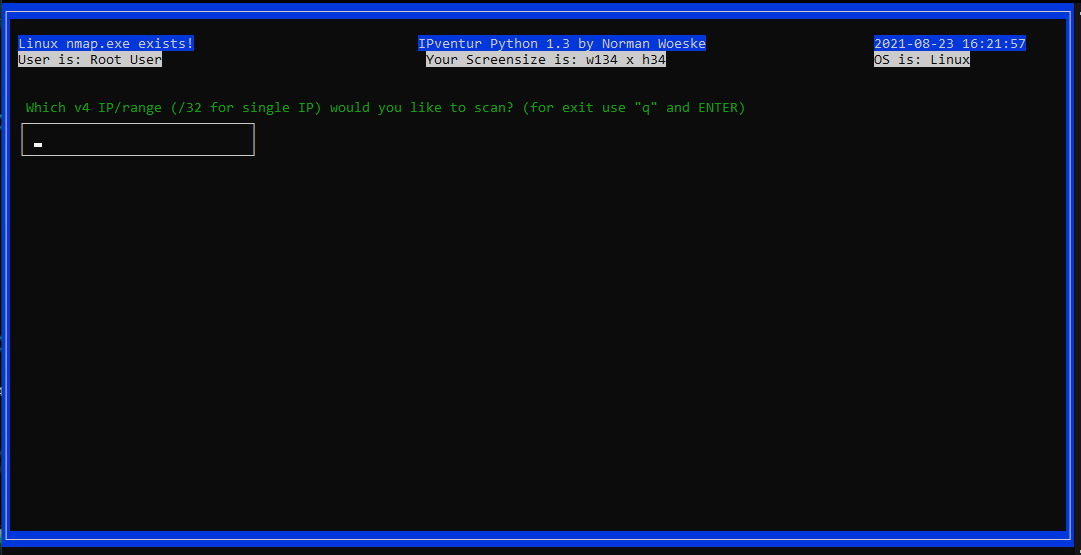 Linux nmap.exe exists! IPventur Python 1.3 by Norman Woeske 2021-08-23 16:21:57
User is: Root User Your Screensize is: w134 x h34 OS is: Linux
Which v4 IP/range (/32 for single IP) would you like to scan? (for exit use "q" and ENTER)